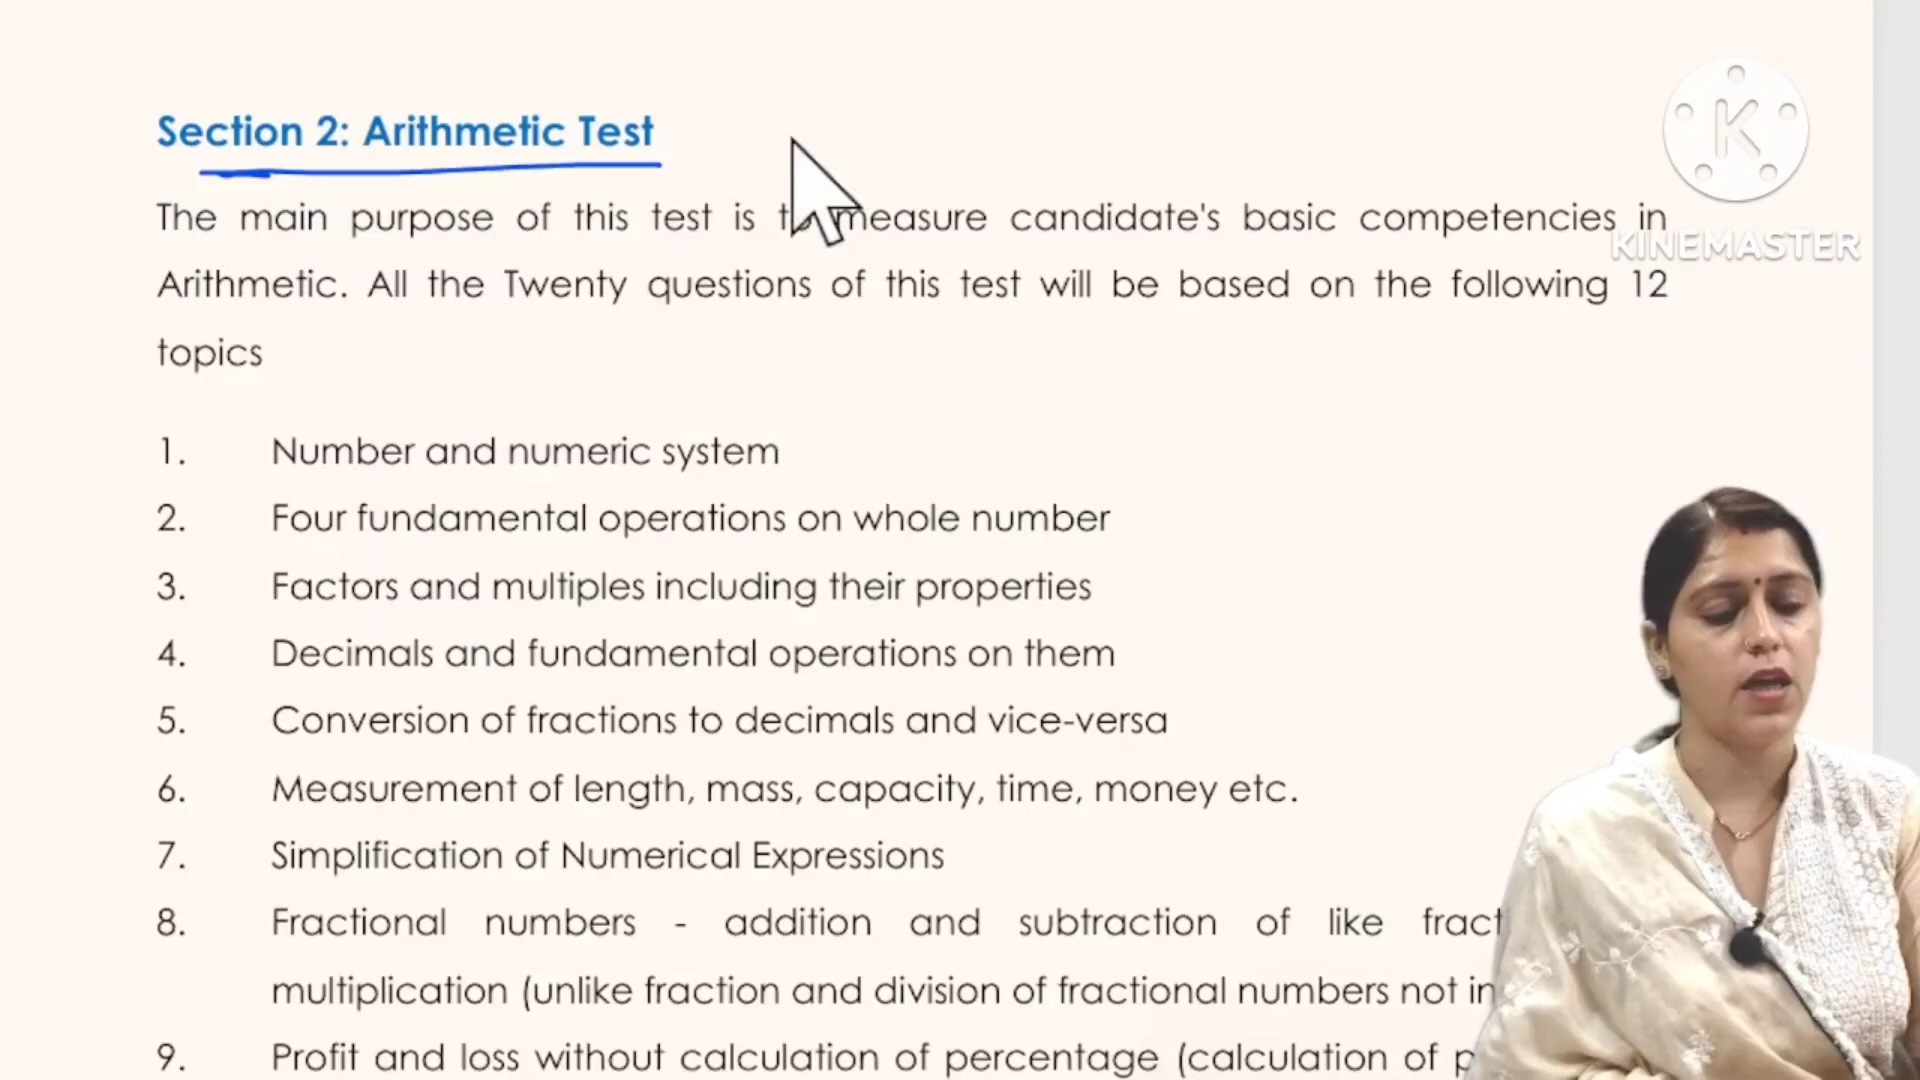 Section 2: Arithmetic Test
K
KINEMASTER
The main purpose of this test is to measure candidate's basic competencies in
Arithmetic. All the Twenty questions of this test will be based on the following 12
topics
1. Number and numeric system
2. Four fundamental operations on whole number
3. Factors and multiples including their properties
4. Decimals and fundamental operations on them
5. Conversion of fractions to decimals and vice-versa
6. Measurement of length, mass, capacity, time, money etc.
7. Simplification of Numerical Expressions
8. Fractional numbers - addition and subtraction of like
multiplication (unlike fraction and division of fractional numbers not
9. Profit and loss without calculation of percentage (calculation of